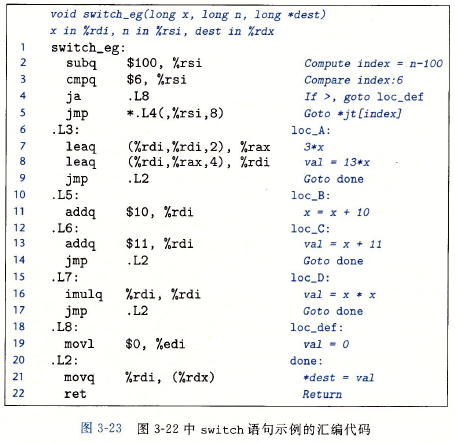 void switch_eg(long x, long n, long *dest)
x in %rdi, n in %rsi, dest in %rdx
1 switch_eg:
2 subq $100, %rsi Compute index = n-100
3 cmpq $6, %rsi Compare index:6
4 ja .L8 If >, goto loc_def
5 jmp *.L4(,%rsi,8) Goto *jt[index]
6 .L3: loc_A:
7 leaq (%rdi,%rdi,2), %rax 3*x
8 leaq (%rdi,%rax,4), %rdi val = 13*x
9 jmp .L2 Goto done
10 .L5: loc_B:
11 addq $10, %rdi x = x + 10
12 .L6: loc_C:
13 addq $11, %rdi val = x + 11
14 jmp .L2 Goto done
15 .L7: loc_D:
16 imulq %rdi, %rdi val = x * x
17 jmp .L2 Goto done
18 .L8: loc_def:
19 movl $0, %edi val = 0
20 .L2: done:
21 movq %rdi, (%rdx) *dest = val
22 ret Return
图 3-23 图 3-22 中 switch 语句示例的汇编代码